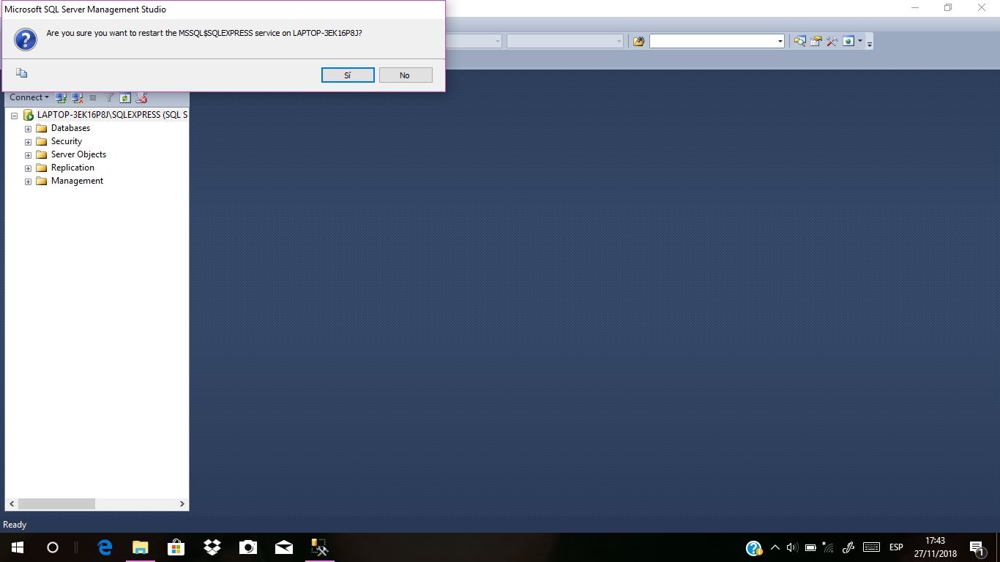 Microsoft SQL Server Management Studio
Are you sure you want to restart the MSSQL$SQLEXPRESS service on LAPTOP-3EK16P8J?
Sí
No
Connect
LAPTOP-3EK16P8J\SQLEXPRESS (SQL S
Databases
Security
Server Objects
Replication
Management
Ready
ESP
17:43
27/11/2018
1